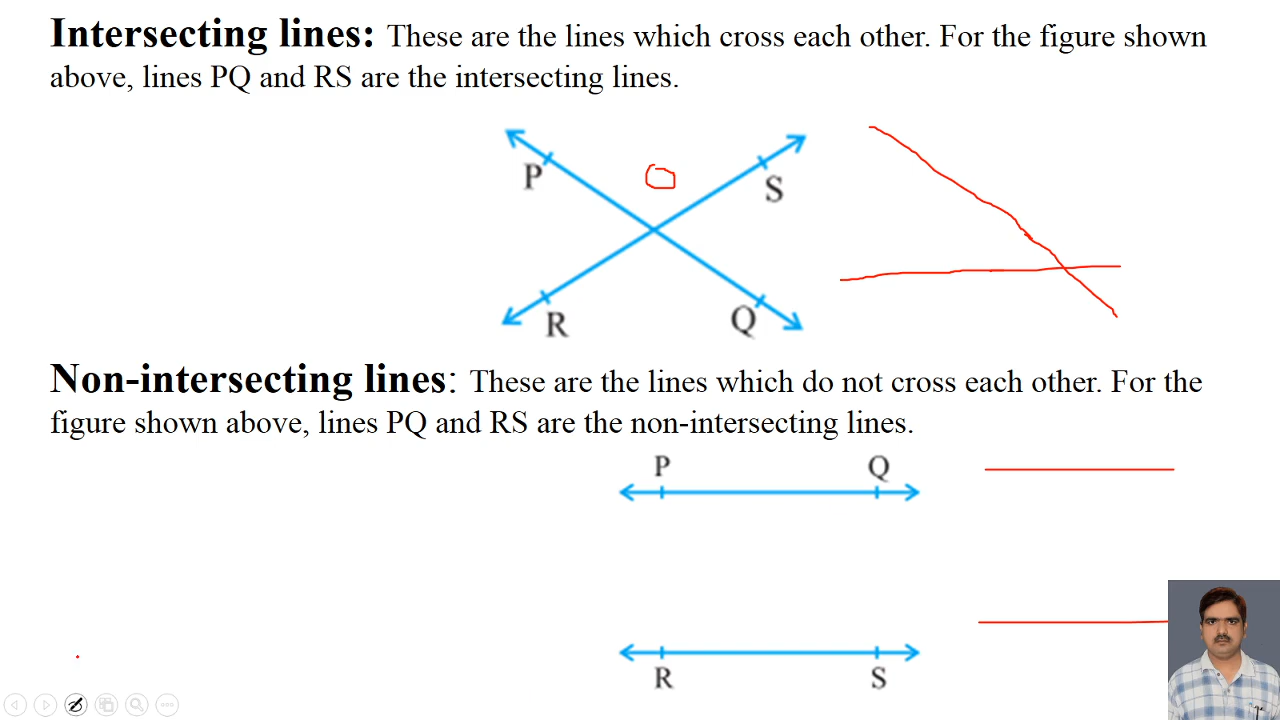 Intersecting lines: These are the lines which cross each other. For the figure shown
above, lines PQ and RS are the intersecting lines.
P
O
S
R
Q
Non-intersecting lines: These are the lines which do not cross each other. For the
figure shown above, lines PQ and RS are the non-intersecting lines.
P
Q
R
S